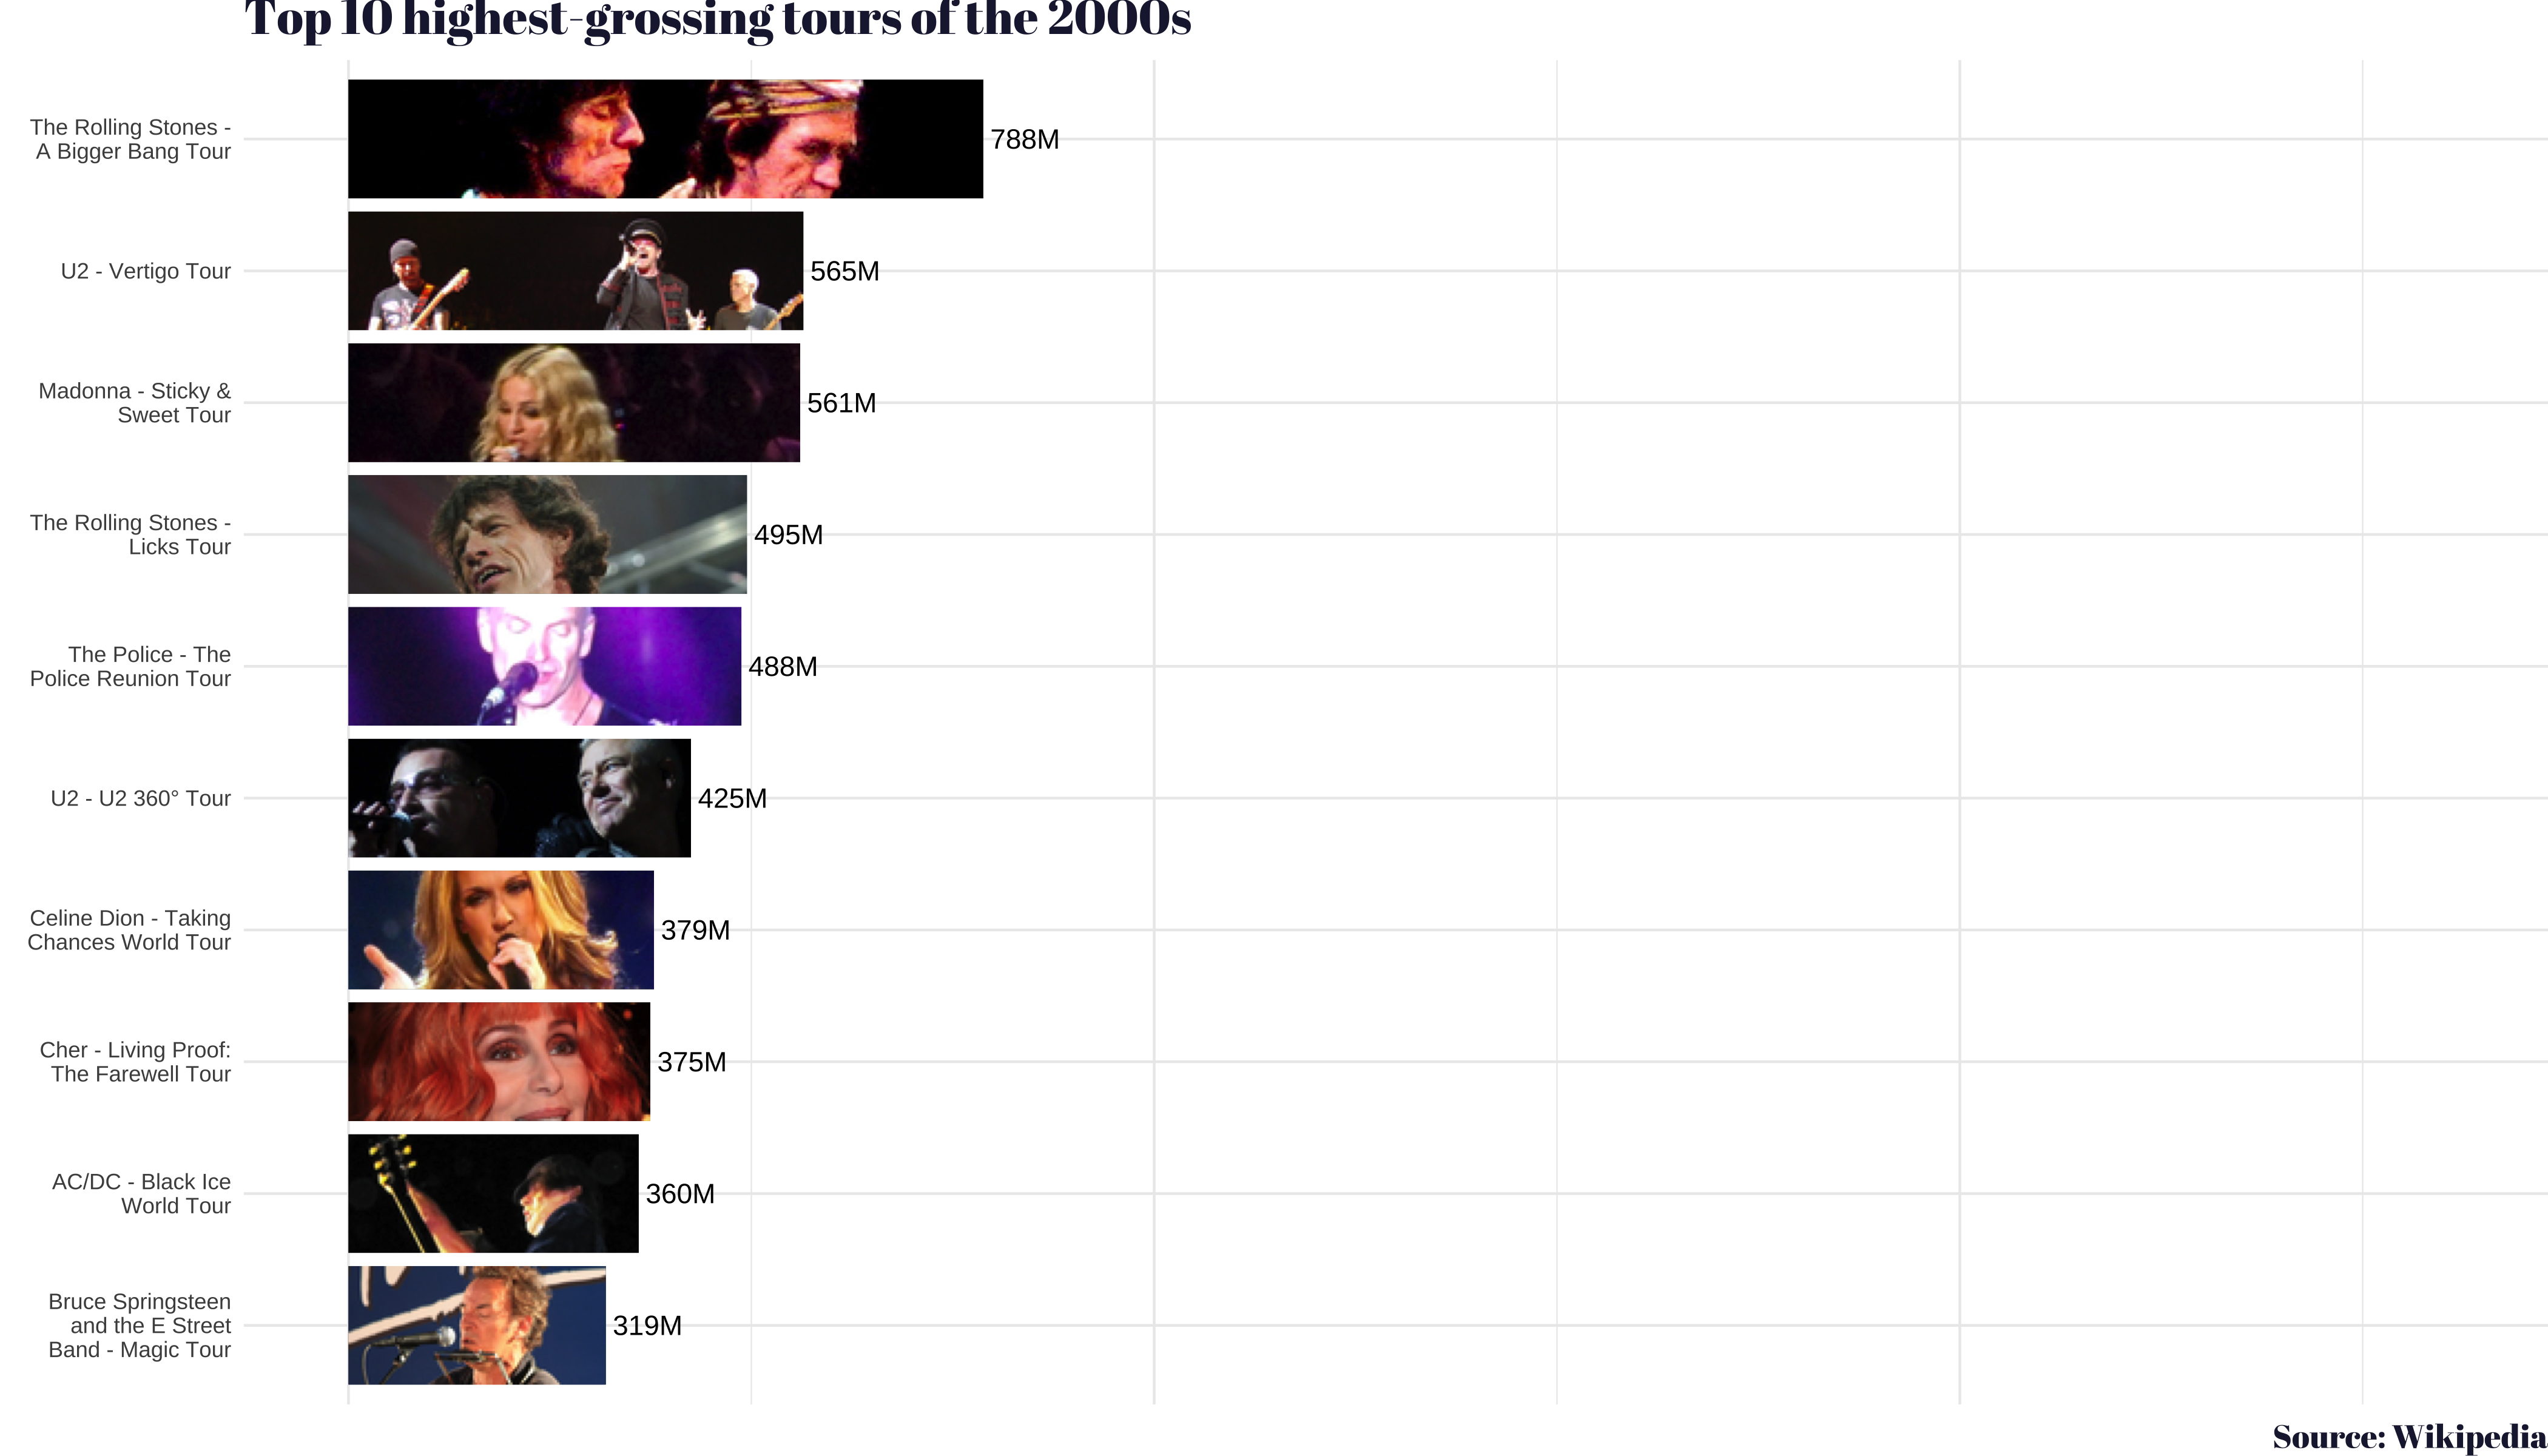 Top 10 highest-grossing tours of the 2000s
The Rolling Stones -
A Bigger Bang Tour
788M
U2 - Vertigo Tour
565M
Madonna - Sticky &
Sweet Tour
561M
The Rolling Stones -
Licks Tour
495M
The Police - The
Police Reunion Tour
488M
U2 - U2 360° Tour
425M
Celine Dion - Taking
Chances World Tour
379M
Cher - Living Proof:
The Farewell Tour
375M
AC/DC - Black Ice
World Tour
360M
Bruce Springsteen
and the E Street
Band - Magic Tour
319M
Source: Wikipedia